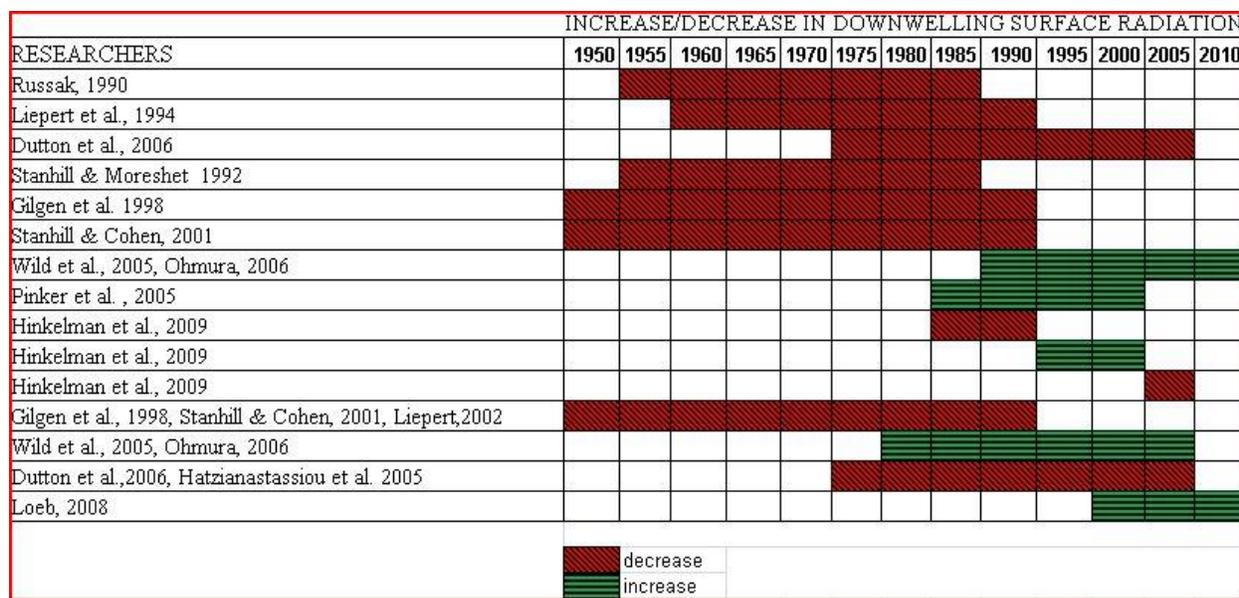 INCREASE/DECREASE IN DOWNWELLING SURFACE RADIATION
RESEARCHERS 1950 1955 1960 1965 1970 1975 1980 1985 1990 1995 2000 2005 2010
Russak, 1990
Liepert et al., 1994
Dutton et al., 2006
Stanhill & Moreshet 1992
Gilgen et al. 1998
Stanhill & Cohen, 2001
Wild et al., 2005, Ohmura, 2006
Pinker et al. , 2005
Hinkelman et al., 2009
Hinkelman et al., 2009
Hinkelman et al., 2009
Gilgen et al., 1998, Stanhill & Cohen, 2001, Liepert,2002
Wild et al., 2005, Ohmura, 2006
Dutton et al.,2006, Hatzianastassiou et al. 2005
Loeb, 2008
decrease
increase